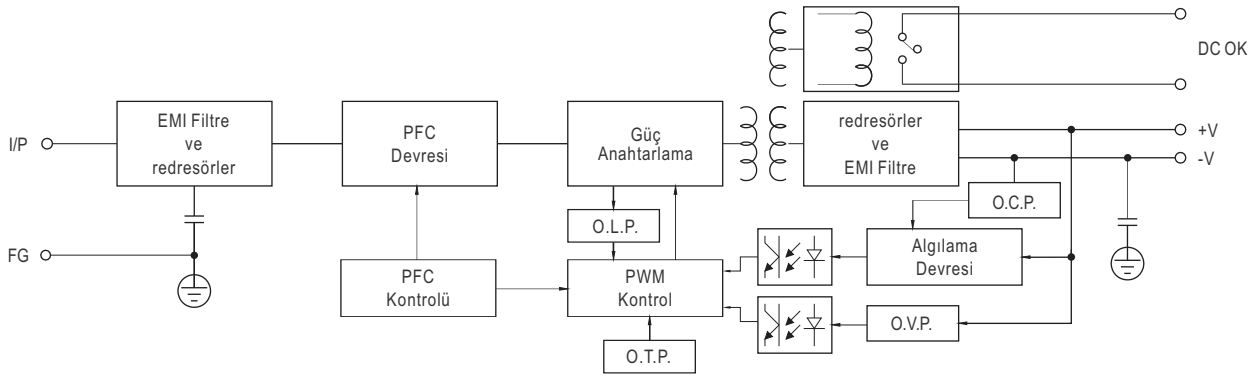 DC OK
I/P
EMI Filtre
ve
redresörler
PFC
Devresi
Güç
Anahtarlama
redresörler
ve
EMI Filtre
+V
-V
O.C.P.
O.L.P.
FG
Algılama
Devresi
PFC
Kontrolü
PWM
Kontrol
O.V.P.
O.T.P.